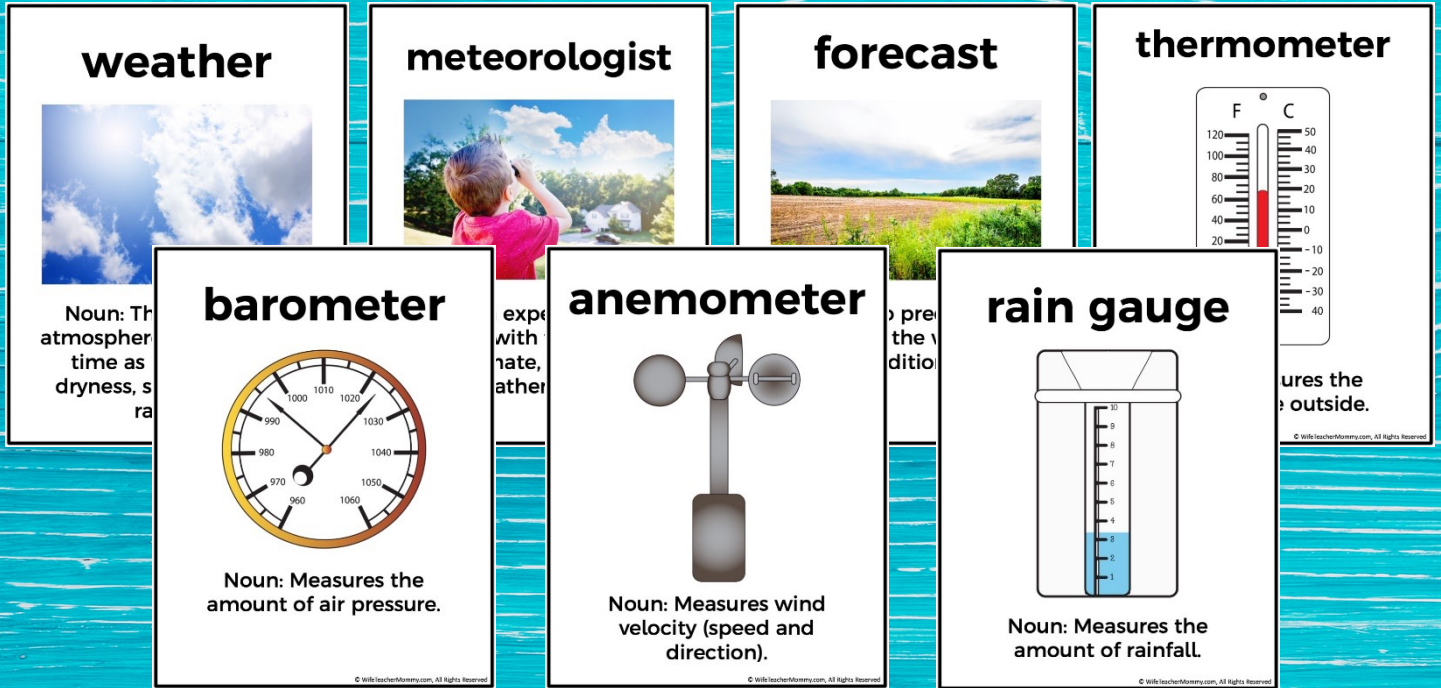 weather
Noun: Th
atmosphere
time as
dryness, s
ra
meteorologist
expe
with
nate,
eather
forecast
o pred
the w
ditio
thermometer
F C
120
100
80
60
40
20
50
40
30
20
10
0
-10
-20
-30
40
sures the
e outside.
© WifeTeacherMommy.com, All Rights Reserved
barometer
960
970
980
990
1000
1010
1020
1030
1040
1050
1060
Noun: Measures the
amount of air pressure.
© WifeTeacherMommy.com, All Rights Reserved
anemometer
Noun: Measures wind
velocity (speed and
direction).
© WifeTeacherMommy.com, All Rights Reserved
rain gauge
10
9
8
7
6
5
4
3
2
1
Noun: Measures the
amount of rainfall.
© WifeTeacherMommy.com, All Rights Reserved